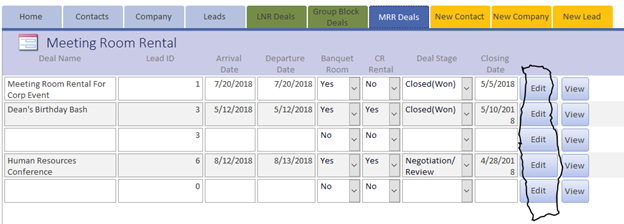 Home Contacts Company Leads LNR Deals Group Block MRR Deals New Contact New Company New Lead
Deals
Meeting Room Rental
Deal Name Lead ID Arrival Departure Banquet CR Deal Stage Closing
Date Date Room Rental Date
Meeting Room Rental For 1 7/20/2018 7/20/2018 Yes No Closed(Won) 5/5/2018 Edit View
Corp Event
Dean's Birthday Bash 3 5/12/2018 5/12/2018 Yes Yes Closed(Won) 5/10/201 Edit View
8
3 No No Edit View
Human Resources 6 8/12/2018 8/13/2018 Yes Yes Negotiation/ 4/28/201 Edit View
Conference Review 8
0 No No Edit View